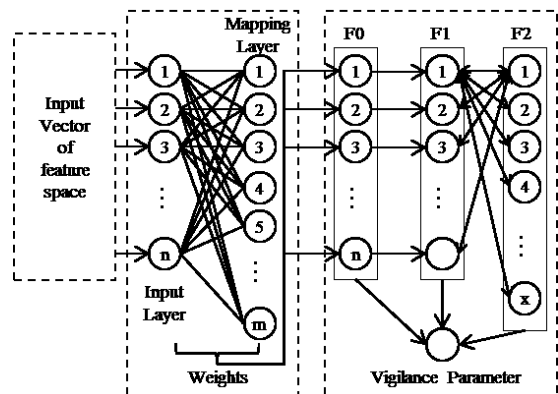 Input
Vector
of
feature
space
Mapping
Layer
1
2
3
⋮
n
Input
Layer
1
2
3
4
5
⋮
m
Weights
F0
F1
F2
1
2
3
⋮
n
1
2
3
⋮
1
2
3
4
⋮
x
Vigilance Parameter